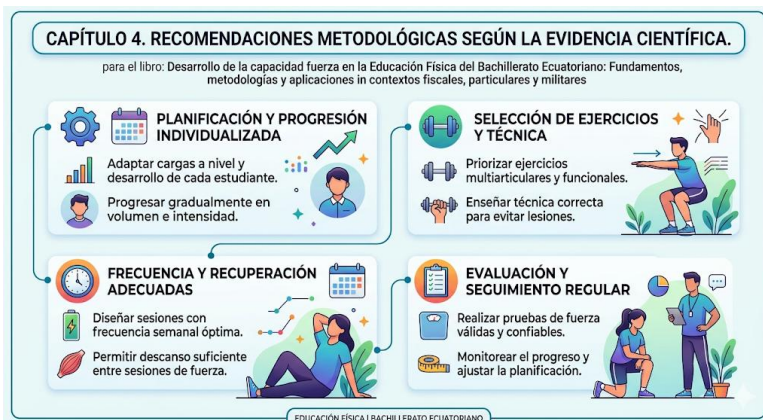 CAPÍTULO 4. RECOMENDACIONES METODOLÓGICAS SEGÚN LA EVIDENCIA CIENTÍFICA.
para el libro: Desarrollo de la capacidad fuerza en la Educación Física del Bachillerato Ecuatoriano: Fundamentos,
metodologías y aplicaciones in contextos fiscales, particulares y militares
PLANIFICACIÓN Y PROGRESIÓN
INDIVIDUALIZADA
Adaptar cargas a nivel y
desarrollo de cada estudiante.
Progresar gradualmente en
volumen e intensidad.
SELECCIÓN DE EJERCICIOS
Y TÉCNICA
Priorizar ejercicios
multiarticulares y funcionales.
Enseñar técnica correcta
para evitar lesiones.
FRECUENCIA Y RECUPERACIÓN
ADECUADAS
Diseñar sesiones con
frecuencia semanal óptima.
Permitir descanso suficiente
entre sesiones de fuerza.
EVALUACIÓN Y
SEGUIMIENTO REGULAR
Realizar pruebas de fuerza
válidas y confiables.
Monitorear el progreso y
ajustar la planificación.
EDUCACIÓN FÍSICA | BACHILLERATO ECUATORIANO